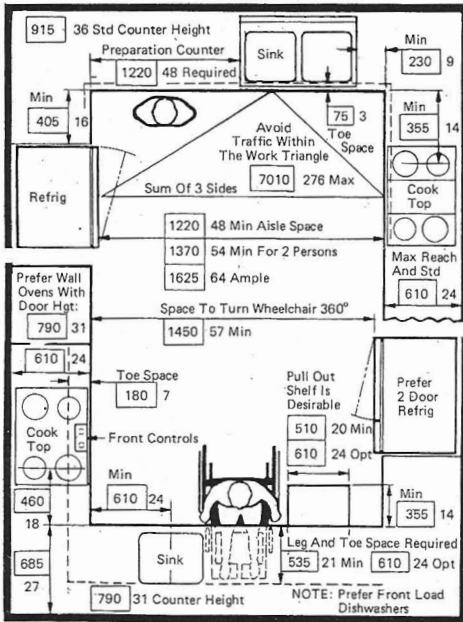 915 36 Std Counter Height
Preparation Counter
1220 48 Required
Sink
Min
230 9
Min
405 16
75 3
Toe
Space
Min
355 14
Avoid
Traffic Within
The Work Triangle
7010 276 Max
Sum Of 3 Sides
Refrig
Cook
Top
1220 48 Min Aisle Space
1370 54 Min For 2 Persons
1625 64 Ample
Max Reach
And Std
610 24
Prefer Wall
Ovens With
Door Hgt:
790 31
610 24
Space To Turn Wheelchair 360°
1450 57 Min
Toe Space
180 7
Pull Out
Shelf Is
Desirable
510 20 Min
610 24 Opt
Prefer
2 Door
Refrig
Cook
Top
Front Controls
Min
610 24
460
18
Min
355 14
Leg And Toe Space Required
535 21 Min 610 24 Opt
Sink
685
27
790 31 Counter Height
NOTE: Prefer Front Load
Dishwashers